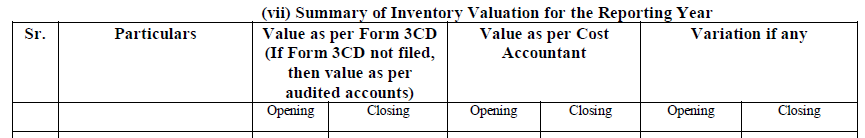 (vii) Summary of Inventory Valuation for the Reporting Year
Sr. Particulars Value as per Form 3CD Value as per Cost Variation if any
(If Form 3CD not filed, Accountant
then value as per
audited accounts)
Opening Closing Opening Closing Opening Closing